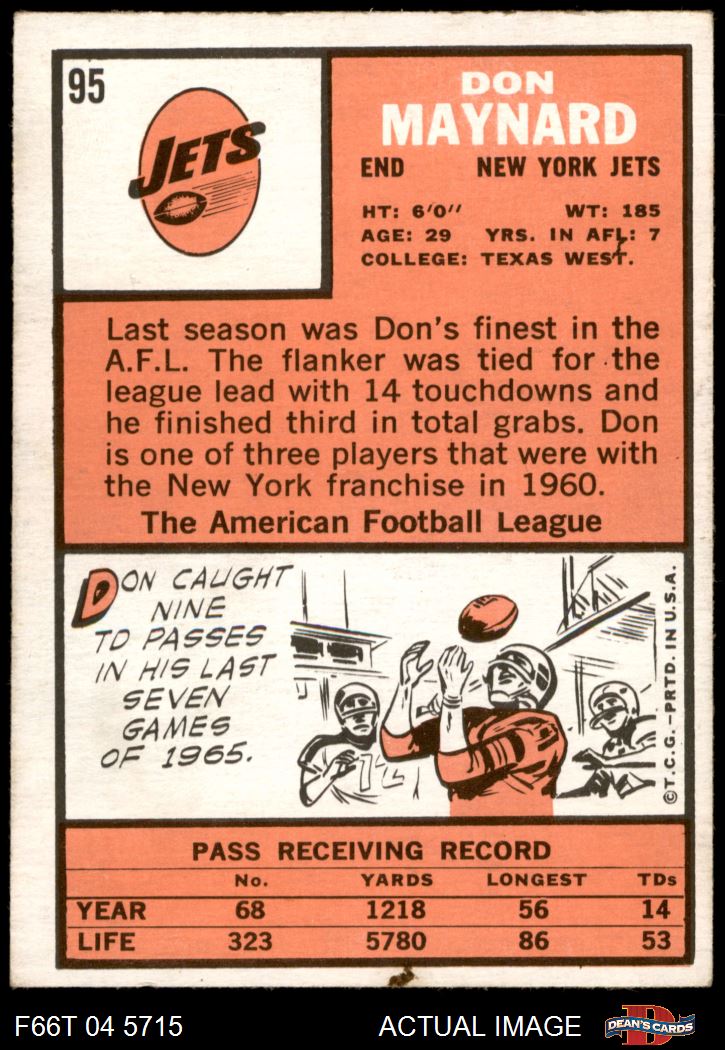 95
JETS
DON
MAYNARD
END NEW YORK JETS
HT: 6'0'' WT: 185
AGE: 29 YRS. IN AFL: 7
COLLEGE: TEXAS WEST.
Last season was Don's finest in the
A.F.L. The flanker was tied for the
league lead with 14 touchdowns and
he finished third in total grabs. Don
is one of three players that were with
the New York franchise in 1960.
The American Football League
DON CAUGHT
NINE
TD PASSES
IN HIS LAST
SEVEN
GAMES
OF 1965.
©T.C.G.-PRTD. IN U.S.A.
PASS RECEIVING RECORD
No. YARDS LONGEST TDs
YEAR 68 1218 56 14
LIFE 323 5780 86 53
F66T 04 5715 ACTUAL IMAGE
D
DEAN'S CARDS